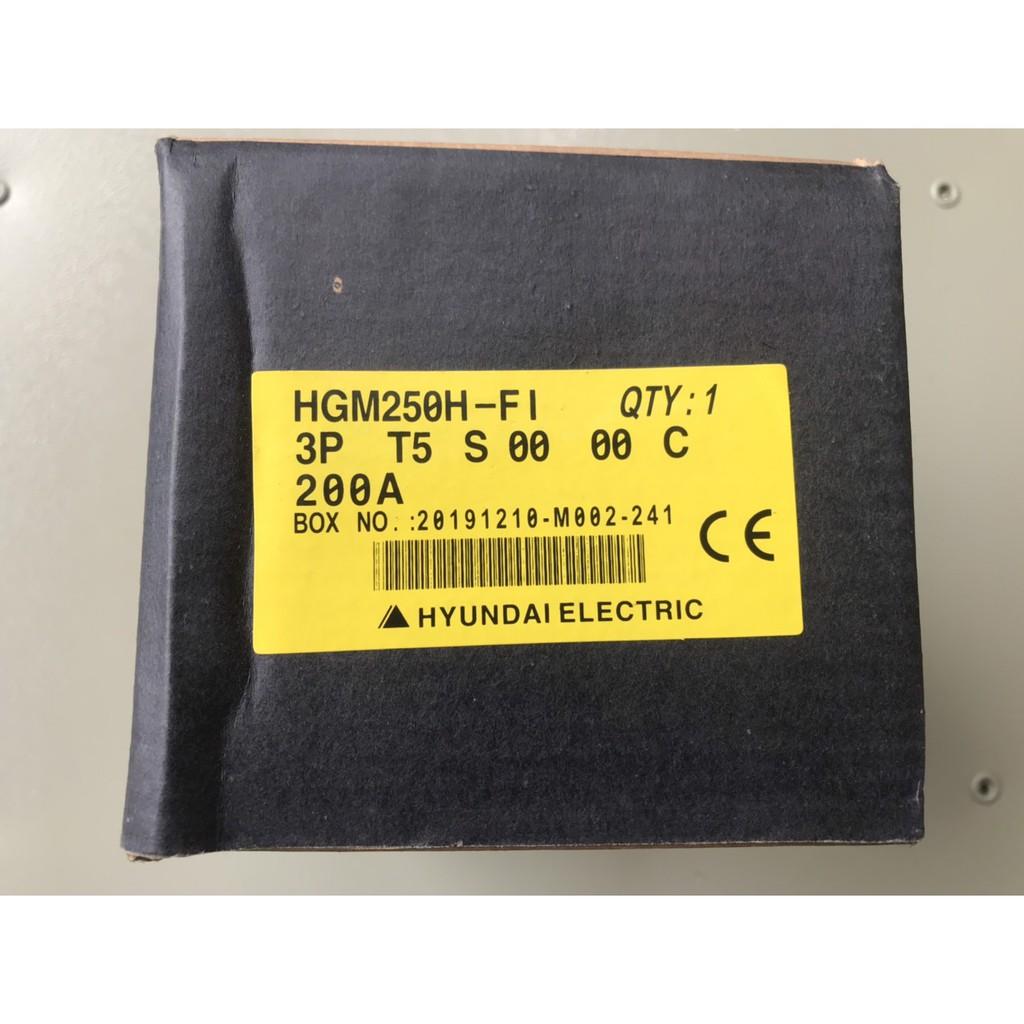 HGM250H-FI QTY:1
3P T5 S 00 00 C
200A
BOX NO. :20191210-M002-241
CE
HYUNDAI ELECTRIC